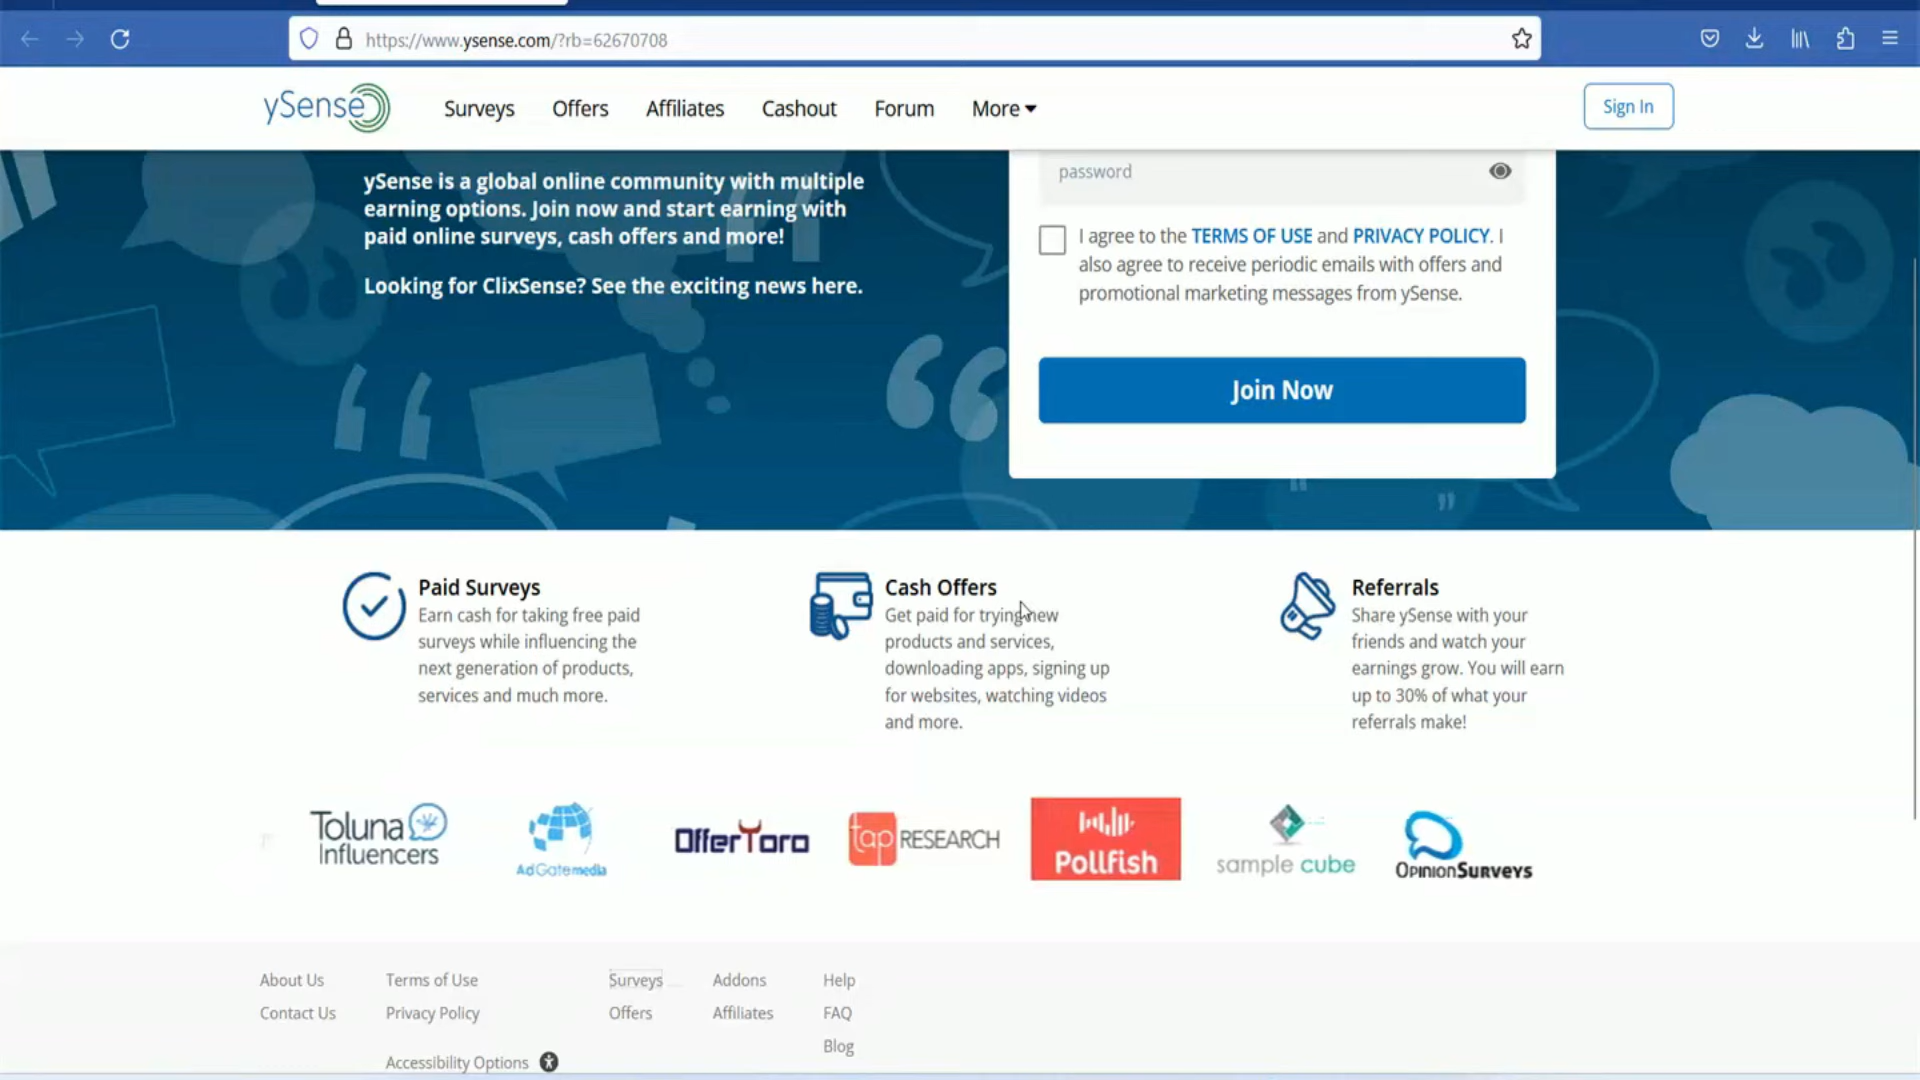 https://www.ysense.com/?rb=62670708
ySense
Surveys
Offers
Affiliates
Cashout
Forum
More
Sign In
ySense is a global online community with multiple
earning options. Join now and start earning with
paid online surveys, cash offers and more!
Looking for ClixSense? See the exciting news here.
password
I agree to the TERMS OF USE and PRIVACY POLICY. I
also agree to receive periodic emails with offers and
promotional marketing messages from ySense.
Join Now
Paid Surveys
Earn cash for taking free paid
surveys while influencing the
next generation of products,
services and much more.
Cash Offers
Get paid for trying new
products and services,
downloading apps, signing up
for websites, watching videos
and more.
Referrals
Share ySense with your
friends and watch your
earnings grow. You will earn
up to 30% of what your
referrals make!
Toluna
Influencers
AdGatemedia
OfferToro
tap RESEARCH
Pollfish
sample cube
OpinionSurveys
About Us
Terms of Use
Surveys
Addons
Help
Contact Us
Privacy Policy
Offers
Affiliates
FAQ
Blog
Accessibility Options